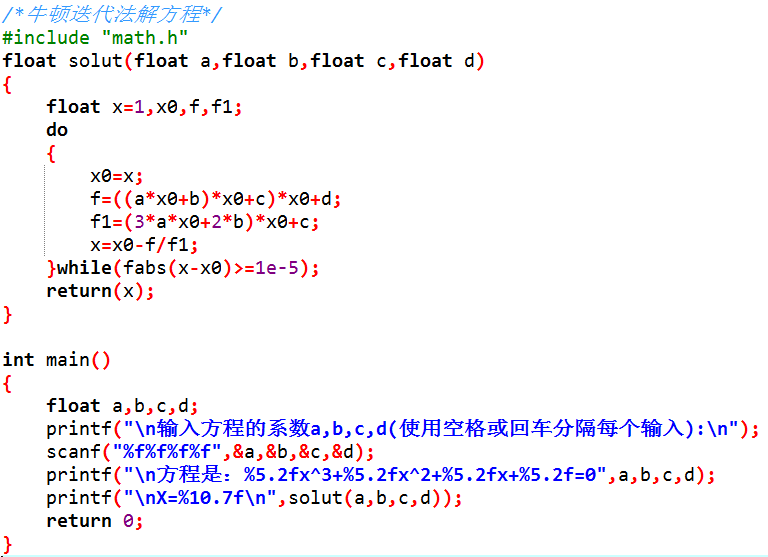 /*牛顿迭代法解方程*/
#include "math.h"
float solut(float a,float b,float c,float d)
{
    float x=1,x0,f,f1;
    do
    {
        x0=x;
        f=((a*x0+b)*x0+c)*x0+d;
        f1=(3*a*x0+2*b)*x0+c;
        x=x0-f/f1;
    }while(fabs(x-x0)>=1e-5);
    return(x);
}

int main()
{
    float a,b,c,d;
    printf("\n输入方程的系数a,b,c,d(使用空格或回车分隔每个输入):\n");
    scanf("%f%f%f%f",&a,&b,&c,&d);
    printf("\n方程是：%5.2fx^3+%5.2fx^2+%5.2fx+%5.2f=0",a,b,c,d);
    printf("\nX=%10.7f\n",solut(a,b,c,d));
    return 0;
}